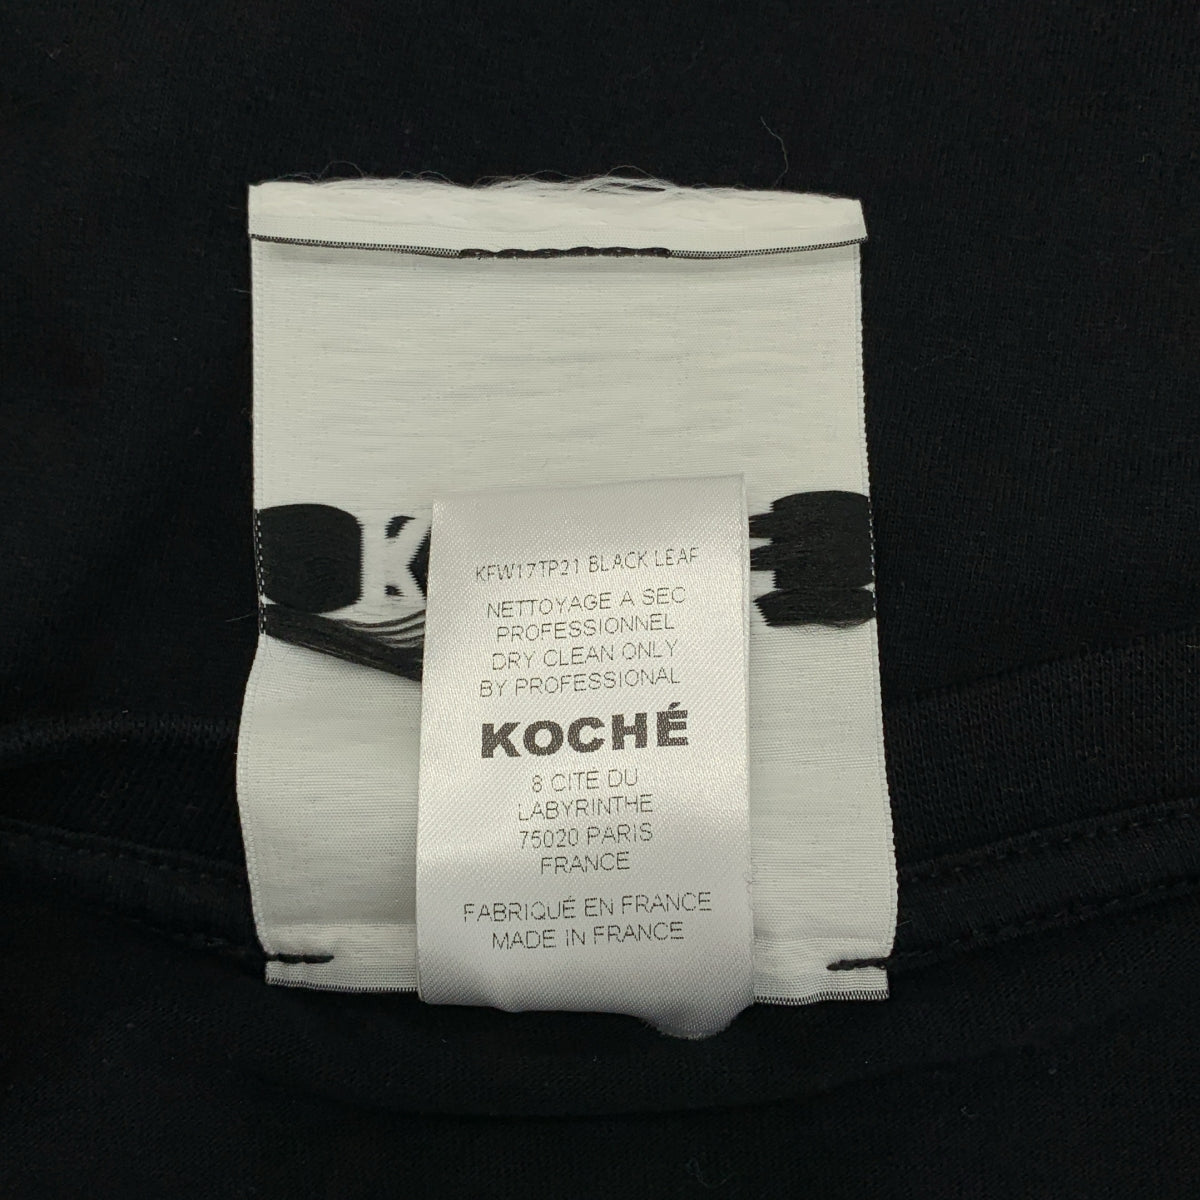 K
KFW17TP21 BLACK LEAF
NETTOYAGE A SEC
PROFESSIONNEL
DRY CLEAN ONLY
BY PROFESSIONAL
KOCHÉ
8 CITÉ DU
LABYRINTHE
75020 PARIS
FRANCE
FABRIQUÉ EN FRANCE
MADE IN FRANCE